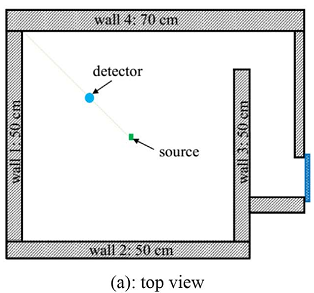 wall 4: 70 cm
detector
wall 1: 50 cm
wall 3: 50 cm
source
wall 2: 50 cm
(a): top view